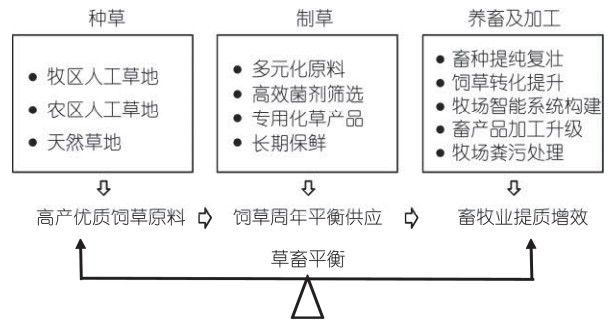 种草
制草
养畜及加工
● 牧区人工草地
● 农区人工草地
● 天然草地
● 多元化原料
● 高效菌剂筛选
● 专用化草产品
● 长期保鲜
● 畜种提纯复壮
● 饲草转化提升
● 牧场智能系统构建
● 畜产品加工升级
● 牧场粪污处理
高产优质饲草原料
饲草周年平衡供应
畜牧业提质增效
草畜平衡